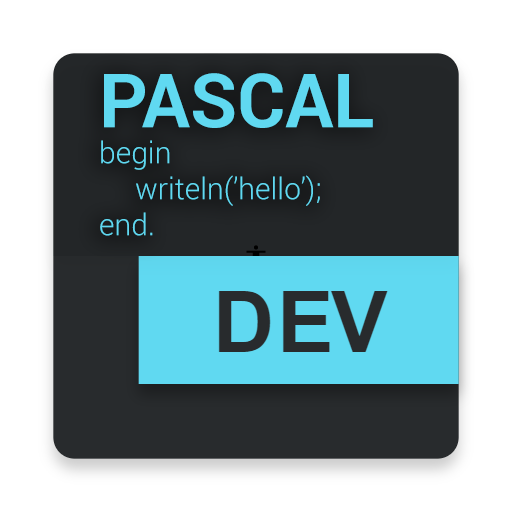 PASCAL
begin
writeln('hello');
end.
DEV